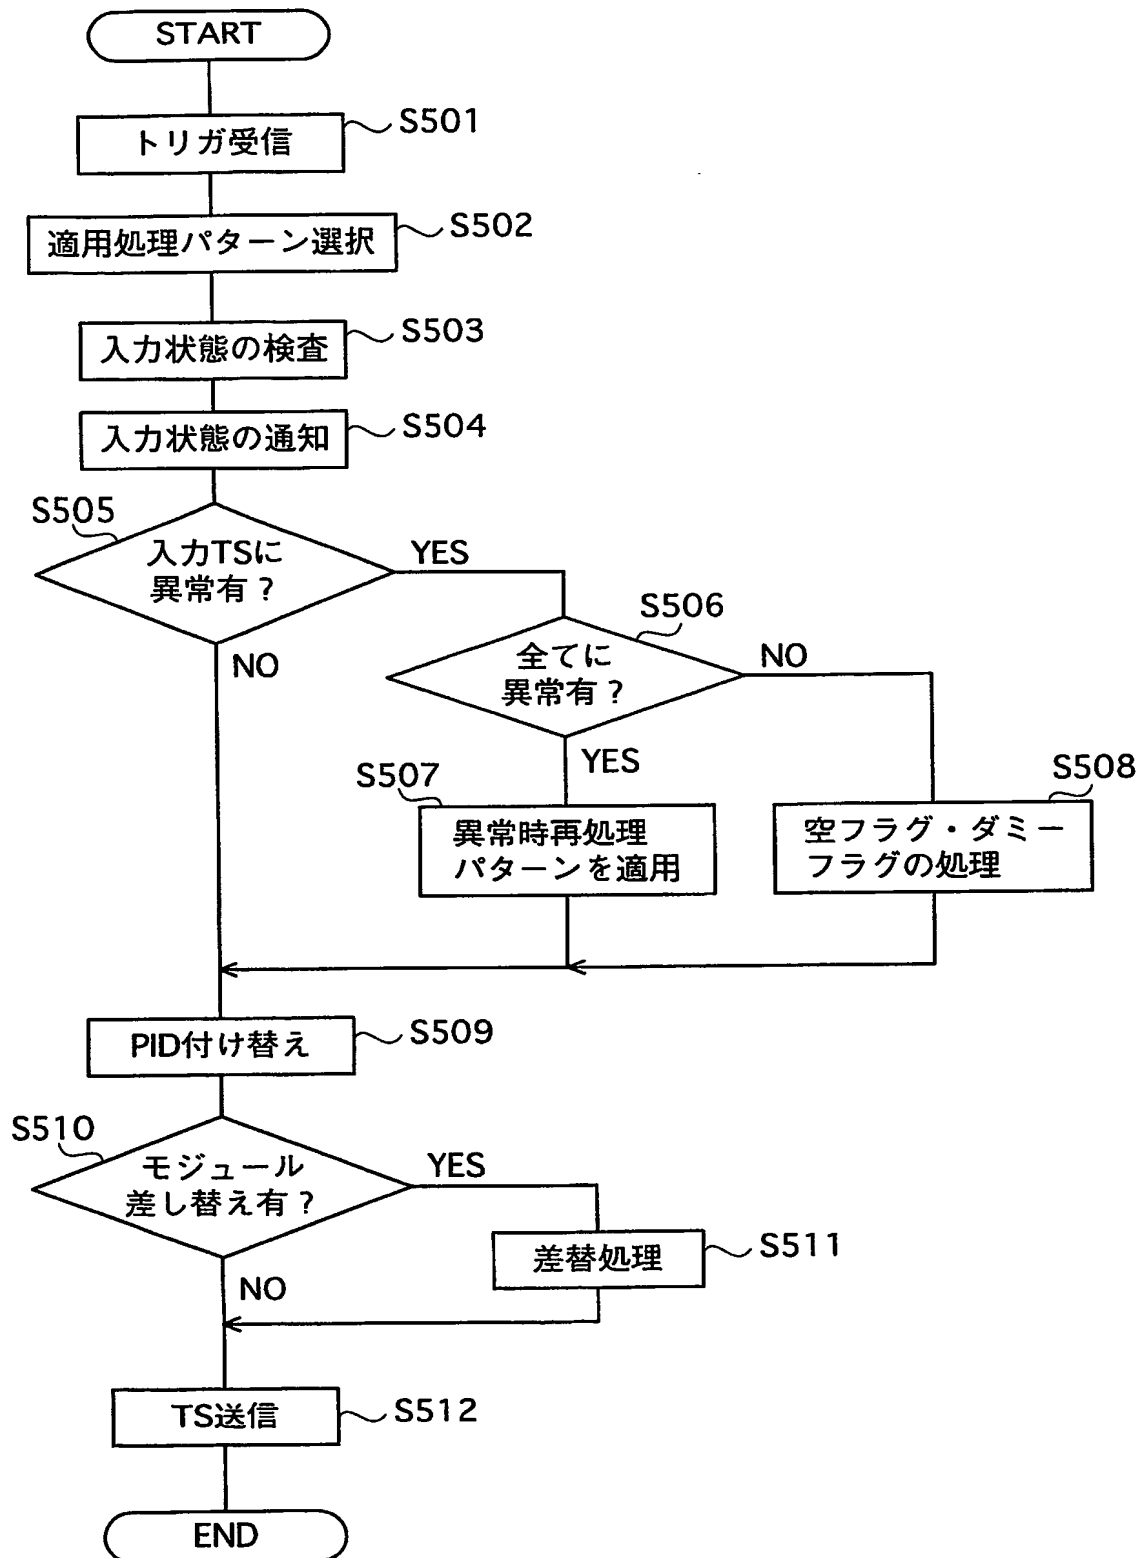 START
トリガ受信
S501
適用処理パターン選択
S502
入力状態の検査
S503
入力状態の通知
S504
S505
入力TSに
異常有？
YES
NO
S506
全てに
異常有？
NO
YES
S507
異常時再処理
パターンを適用
S508
空フラグ・ダミー
フラグの処理
PID付け替え
S509
S510
モジュール
差し替え有？
YES
NO
差替処理
S511
TS送信
S512
END